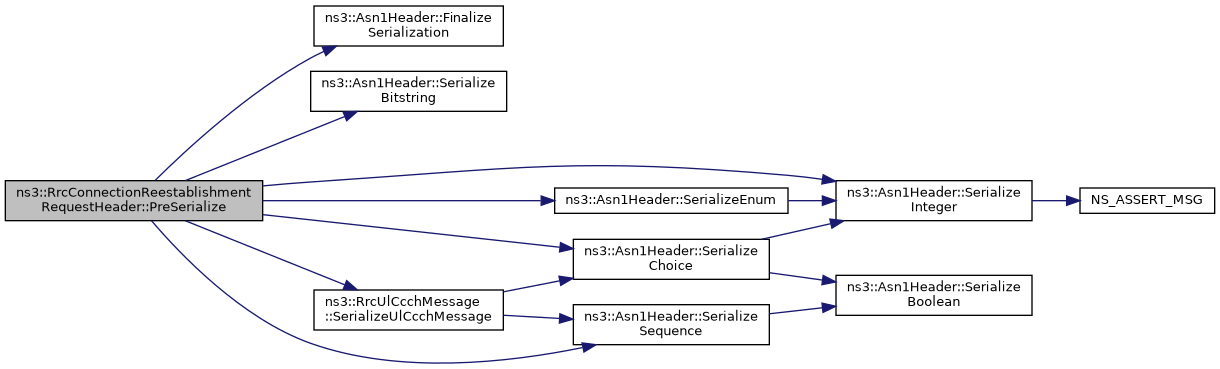 ns3::Asn1Header::Finalize
Serialization
ns3::Asn1Header::Serialize
Bitstring
ns3::RrcConnectionReestablishment
RequestHeader::PreSerialize
ns3::Asn1Header::SerializeEnum
ns3::Asn1Header::Serialize
Integer
NS_ASSERT_MSG
ns3::Asn1Header::Serialize
Choice
ns3::RrcUlCcchMessage
::SerializeUlCcchMessage
ns3::Asn1Header::Serialize
Sequence
ns3::Asn1Header::Serialize
Boolean